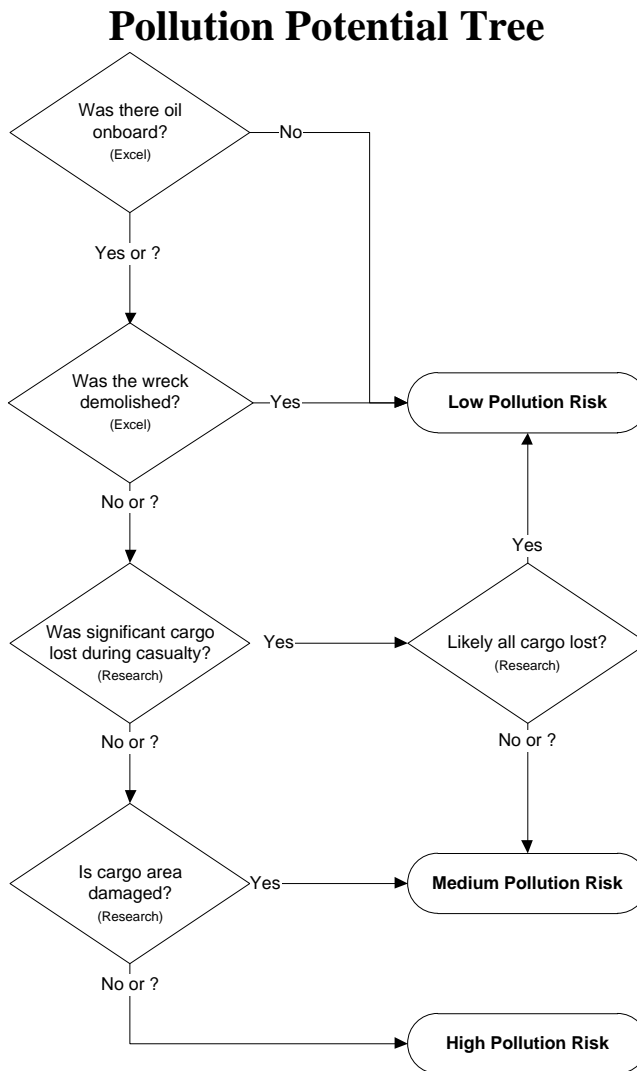 Pollution Potential Tree
Was there oil
onboard?
(Excel)
No
Yes or ?
Was the wreck
demolished?
(Excel)
Yes
Low Pollution Risk
No or ?
Yes
Was significant cargo
lost during casualty?
(Research)
Yes
Likely all cargo lost?
(Research)
No or ?
No or ?
Is cargo area
damaged?
(Research)
Yes
Medium Pollution Risk
No or ?
High Pollution Risk